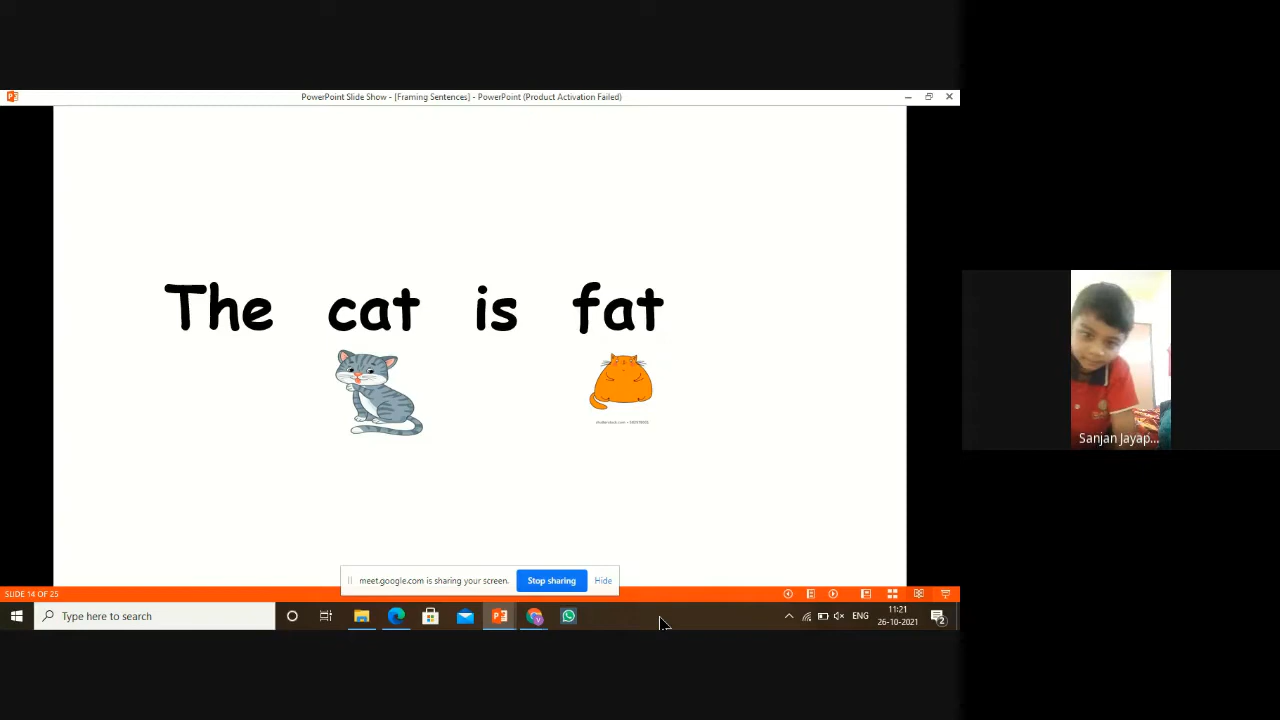 PowerPoint Slide Show - [Framing Sentences] - PowerPoint (Product Activation Failed)
The cat is fat
Sanjan Jayap...
meet.google.com is sharing your screen.
Stop sharing
Hide
SLIDE 14 OF 25
Type here to search
ENG
11:21
26-10-2021
2